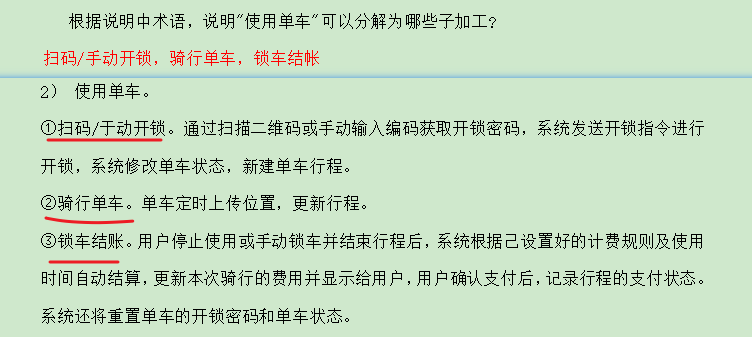 根据说明中术语，说明"使用单车"可以分解为哪些子加工？
扫码/手动开锁，骑行单车，锁车结帐
2） 使用单车。
①扫码/于动开锁。通过扫描二维码或手动输入编码获取开锁密码，系统发送开锁指令进行
开锁，系统修改单车状态，新建单车行程。
②骑行单车。单车定时上传位置，更新行程。
③锁车结账。用户停止使用或手动锁车并结束行程后，系统根据己设置好的计费规则及使用
时间自动结算，更新本次骑行的费用并显示给用户，用户确认支付后，记录行程的支付状态。
系统还将重置单车的开锁密码和单车状态。